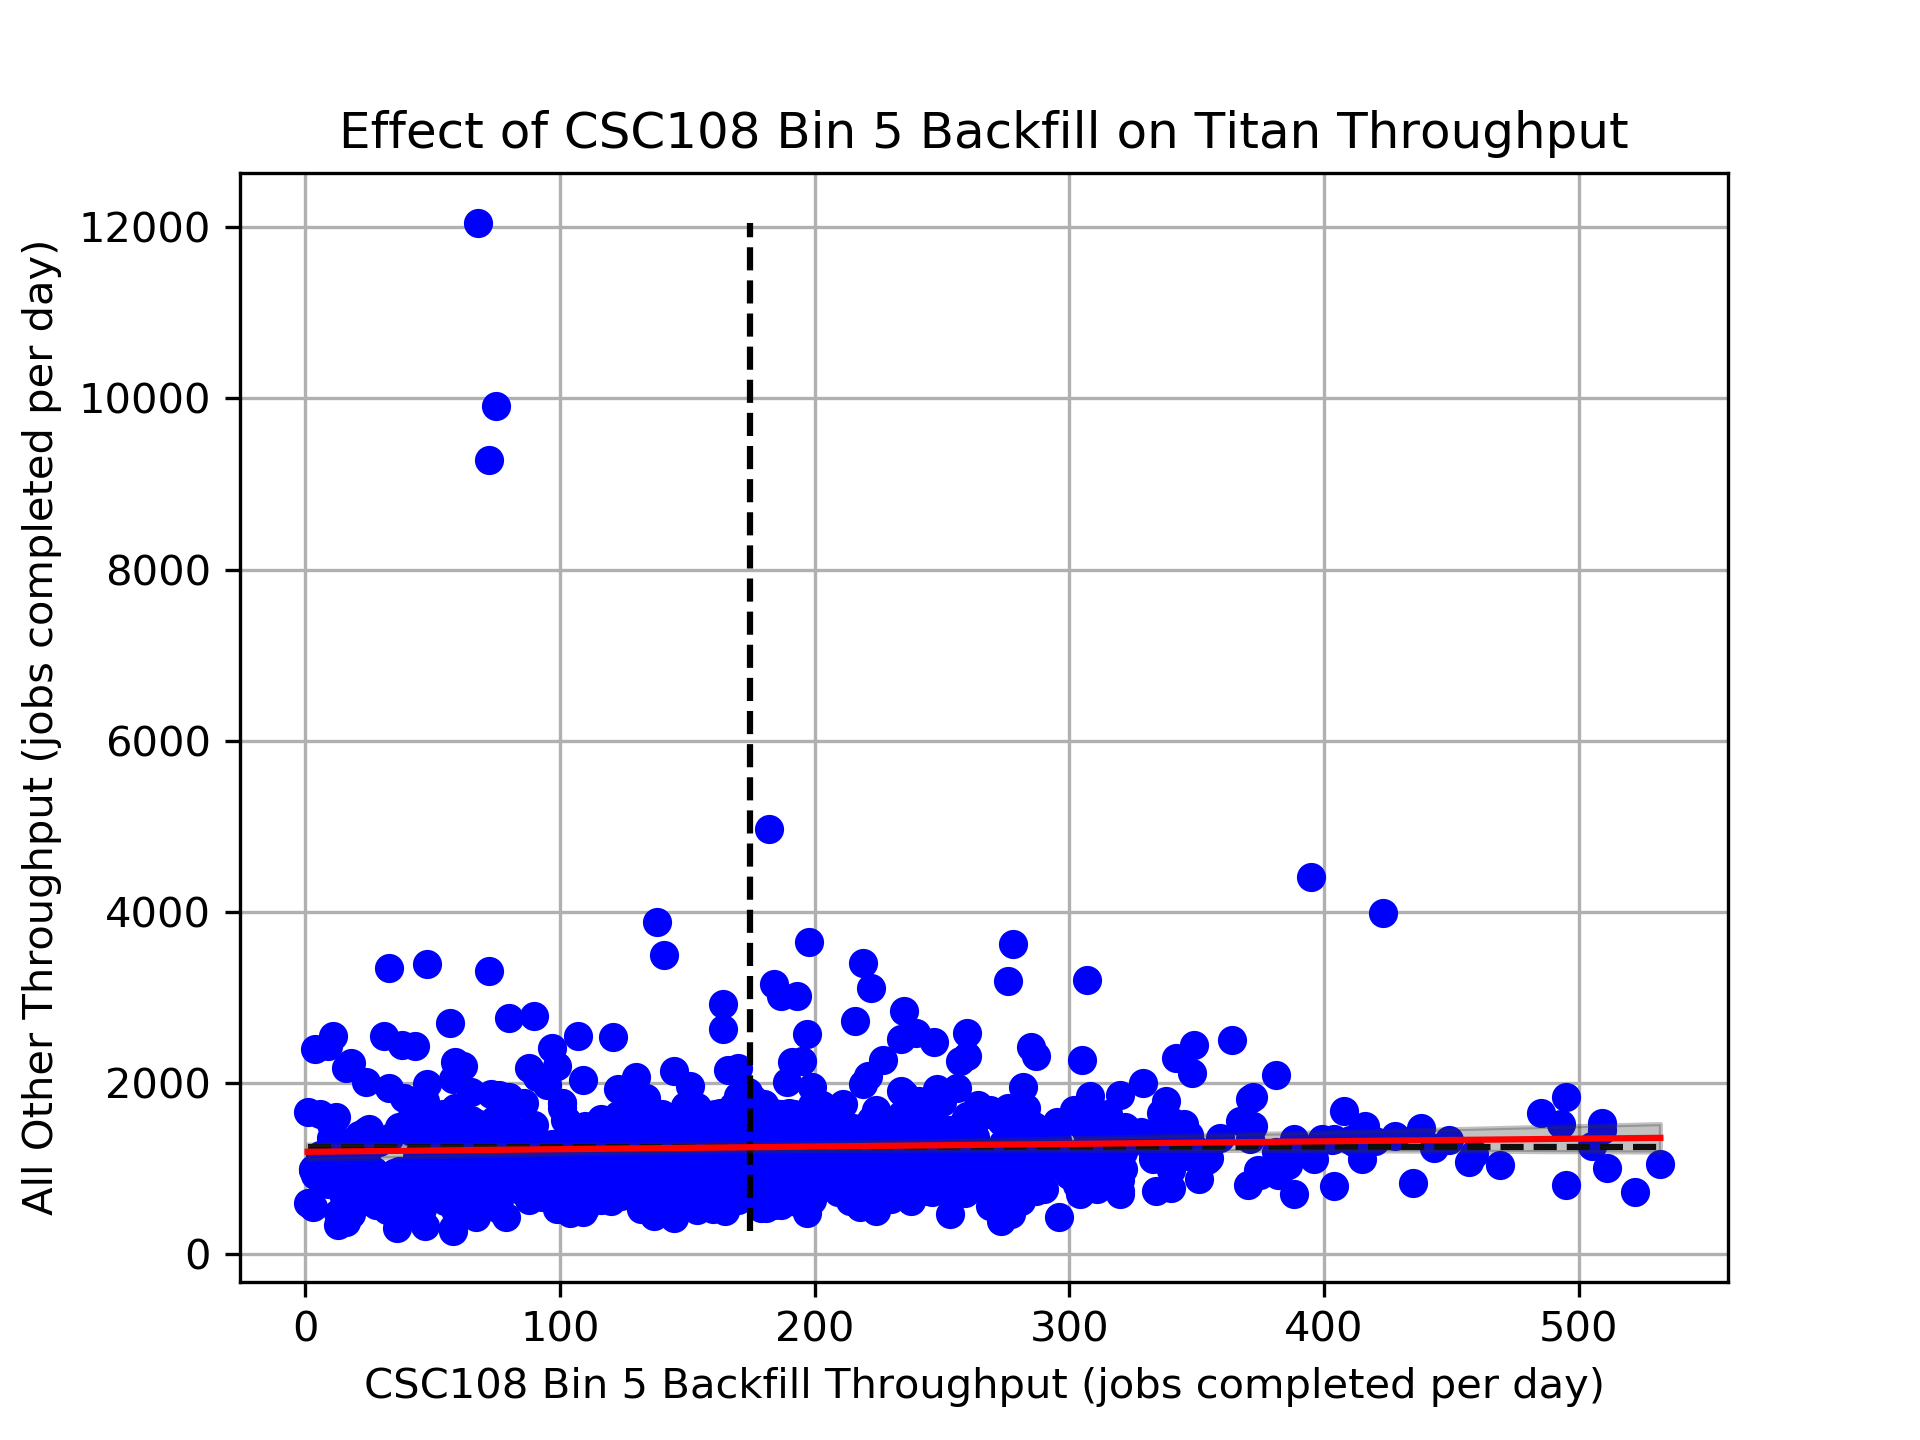 Effect of CSC108 Bin 5 Backfill on Titan Throughput
All Other Throughput (jobs completed per day)
12000
10000
8000
6000
4000
2000
0
0 100 200 300 400 500
CSC108 Bin 5 Backfill Throughput (jobs completed per day)